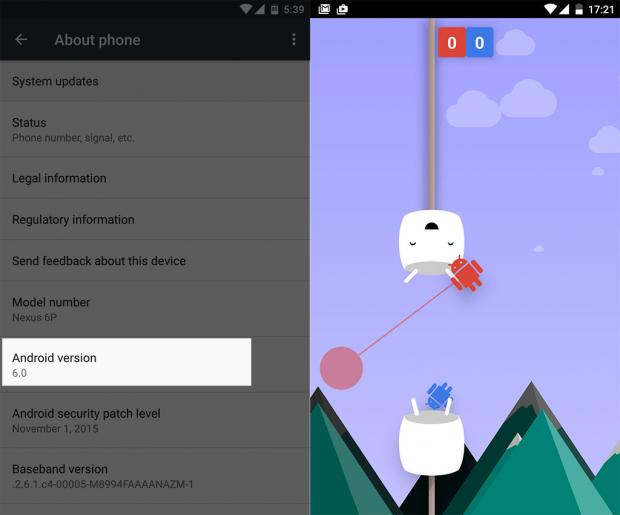 5:39
About phone
System updates
Status
Phone number, signal, etc.
Legal information
Regulatory information
Send feedback about this device
Model number
Nexus 6P
Android version
6.0
Android security patch level
November 1, 2015
Baseband version
.2.6.1.c4-00005-M8994FAAAANAZM-1
17:21
0 0